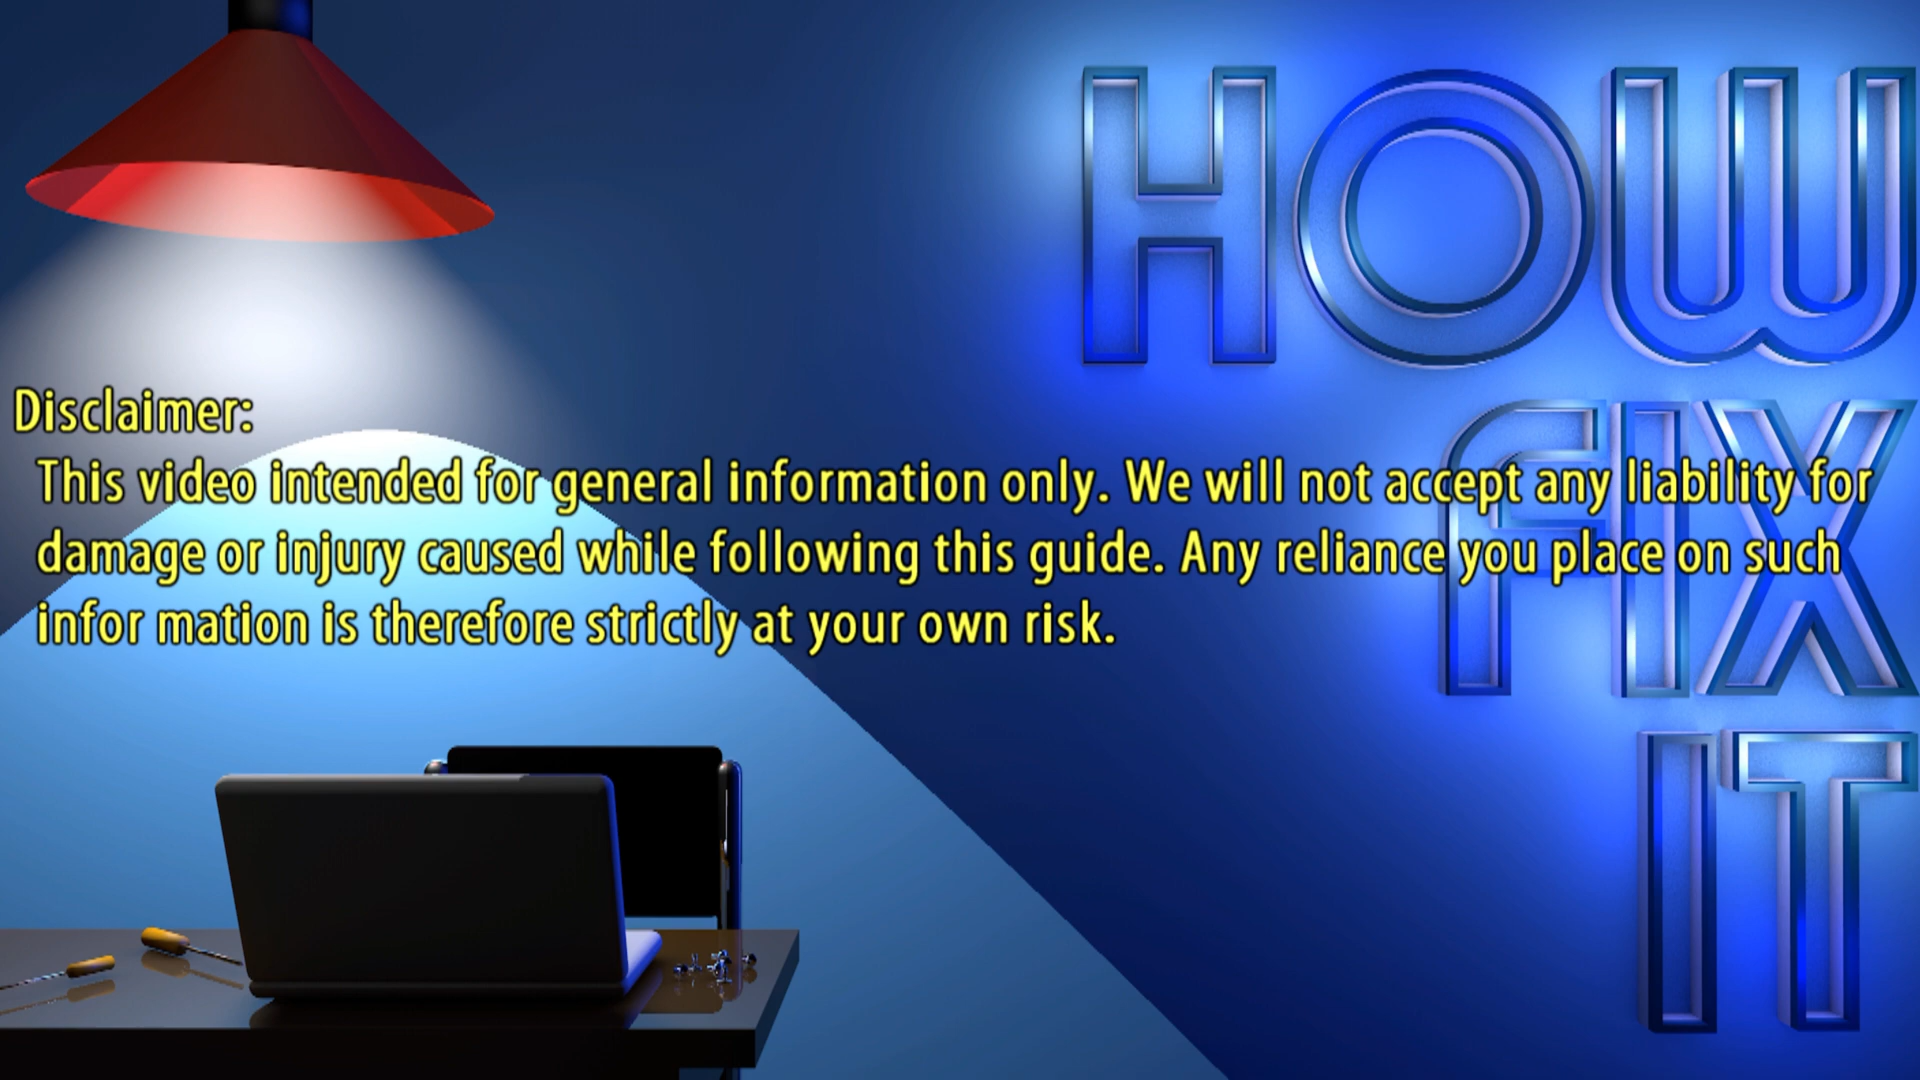 HOW
FIX
IT
Disclaimer:
This video intended for general information only. We will not accept any liability for
damage or injury caused while following this guide. Any reliance you place on such
infor mation is therefore strictly at your own risk.